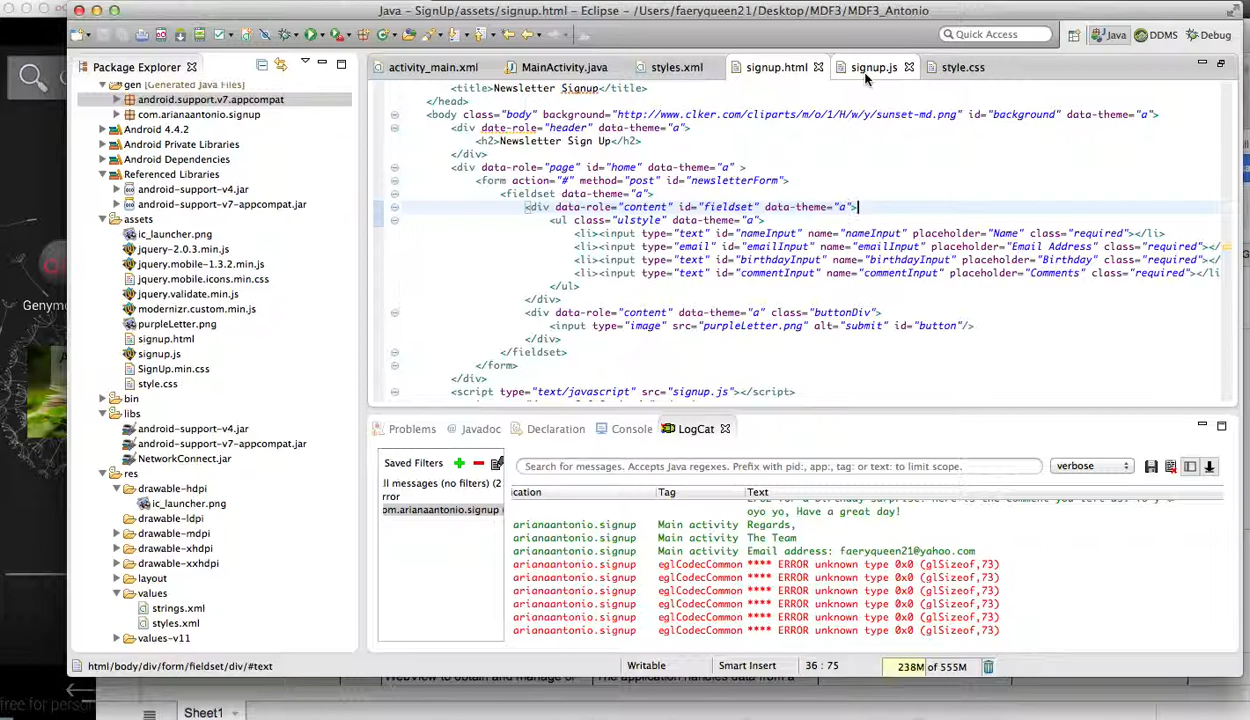 Java – SignUp/assets/signup.html – Eclipse – /Users/faeryqueen21/Desktop/MDF3/MDF3_Antonio
Quick Access
Java
DDMS
Debug
Package Explorer
activity_main.xml
MainActivity.java
styles.xml
signup.html
signup.js
style.css
gen [Generated Java Files]
android.support.v7.appcompat
com.arianaantonio.signup
Android 4.4.2
Android Private Libraries
Android Dependencies
Referenced Libraries
android-support-v4.jar
android-support-v7-appcompat.jar
assets
ic_launcher.png
jquery-2.0.3.min.js
jquery.mobile-1.3.2.min.js
jquery.mobile.icons.min.css
jquery.validate.min.js
modernizr.custom.min.js
purpleLetter.png
signup.html
signup.js
SignUp.min.css
style.css
bin
libs
android-support-v4.jar
android-support-v7-appcompat.jar
NetworkConnect.jar
res
drawable-hdpi
ic_launcher.png
drawable-ldpi
drawable-mdpi
drawable-xhdpi
drawable-xxhdpi
layout
values
strings.xml
styles.xml
values-v11
<title>Newsletter Signup</title>
</head>
<body class="body" background="http://www.clker.com/cliparts/m/o/1/H/w/y/sunset-md.png" id="background" data-theme="a">
<div date-role="header" data-theme="a">
<h2>Newsletter Sign Up</h2>
</div>
<div data-role="page" id="home" data-theme="a" >
<form action="#" method="post" id="newsletterForm">
<fieldset data-theme="a">
<div data-role="content" id="fieldset" data-theme="a">
<ul class="ulstyle" data-theme="a">
<li><input type="text" id="nameInput" name="nameInput" placeholder="Name" class="required"></li>
<li><input type="email" id="emailInput" name="emailInput" placeholder="Email Address" class="required"></
<li><input type="text" id="birthdayInput" name="birthdayInput" placeholder="Birthday" class="required"></li>
<li><input type="text" id="commentInput" name="commentInput" placeholder="Comments" class="required"></li
</ul>
</div>
<div data-role="content" data-theme="a" class="buttonDiv">
<input type="image" src="purpleLetter.png" alt="submit" id="button"/>
</div>
</fieldset>
</form>
</div>
<script type="text/javascript" src="signup.js"></script>
Problems
Javadoc
Declaration
Console
LogCat
Saved Filters
Search for messages. Accepts Java regexes. Prefix with pid:, app:, tag: or text: to limit scope.
verbose
ll messages (no filters) (2
rror
om.arianaantonio.signup
cation Tag Text
oyo yo, Have a great day!
arianaantonio.signup Main activity Regards,
arianaantonio.signup Main activity The Team
arianaantonio.signup Main activity Email address: faeryqueen21@yahoo.com
arianaantonio.signup eglCodecCommon **** ERROR unknown type 0x0 (glSizeof,73)
arianaantonio.signup eglCodecCommon **** ERROR unknown type 0x0 (glSizeof,73)
arianaantonio.signup eglCodecCommon **** ERROR unknown type 0x0 (glSizeof,73)
arianaantonio.signup eglCodecCommon **** ERROR unknown type 0x0 (glSizeof,73)
arianaantonio.signup eglCodecCommon **** ERROR unknown type 0x0 (glSizeof,73)
arianaantonio.signup eglCodecCommon **** ERROR unknown type 0x0 (glSizeof,73)
html/body/div/form/fieldset/div/#text
Writable
Smart Insert
36 : 75
238M of 555M
Genym
free for person
Sheet1